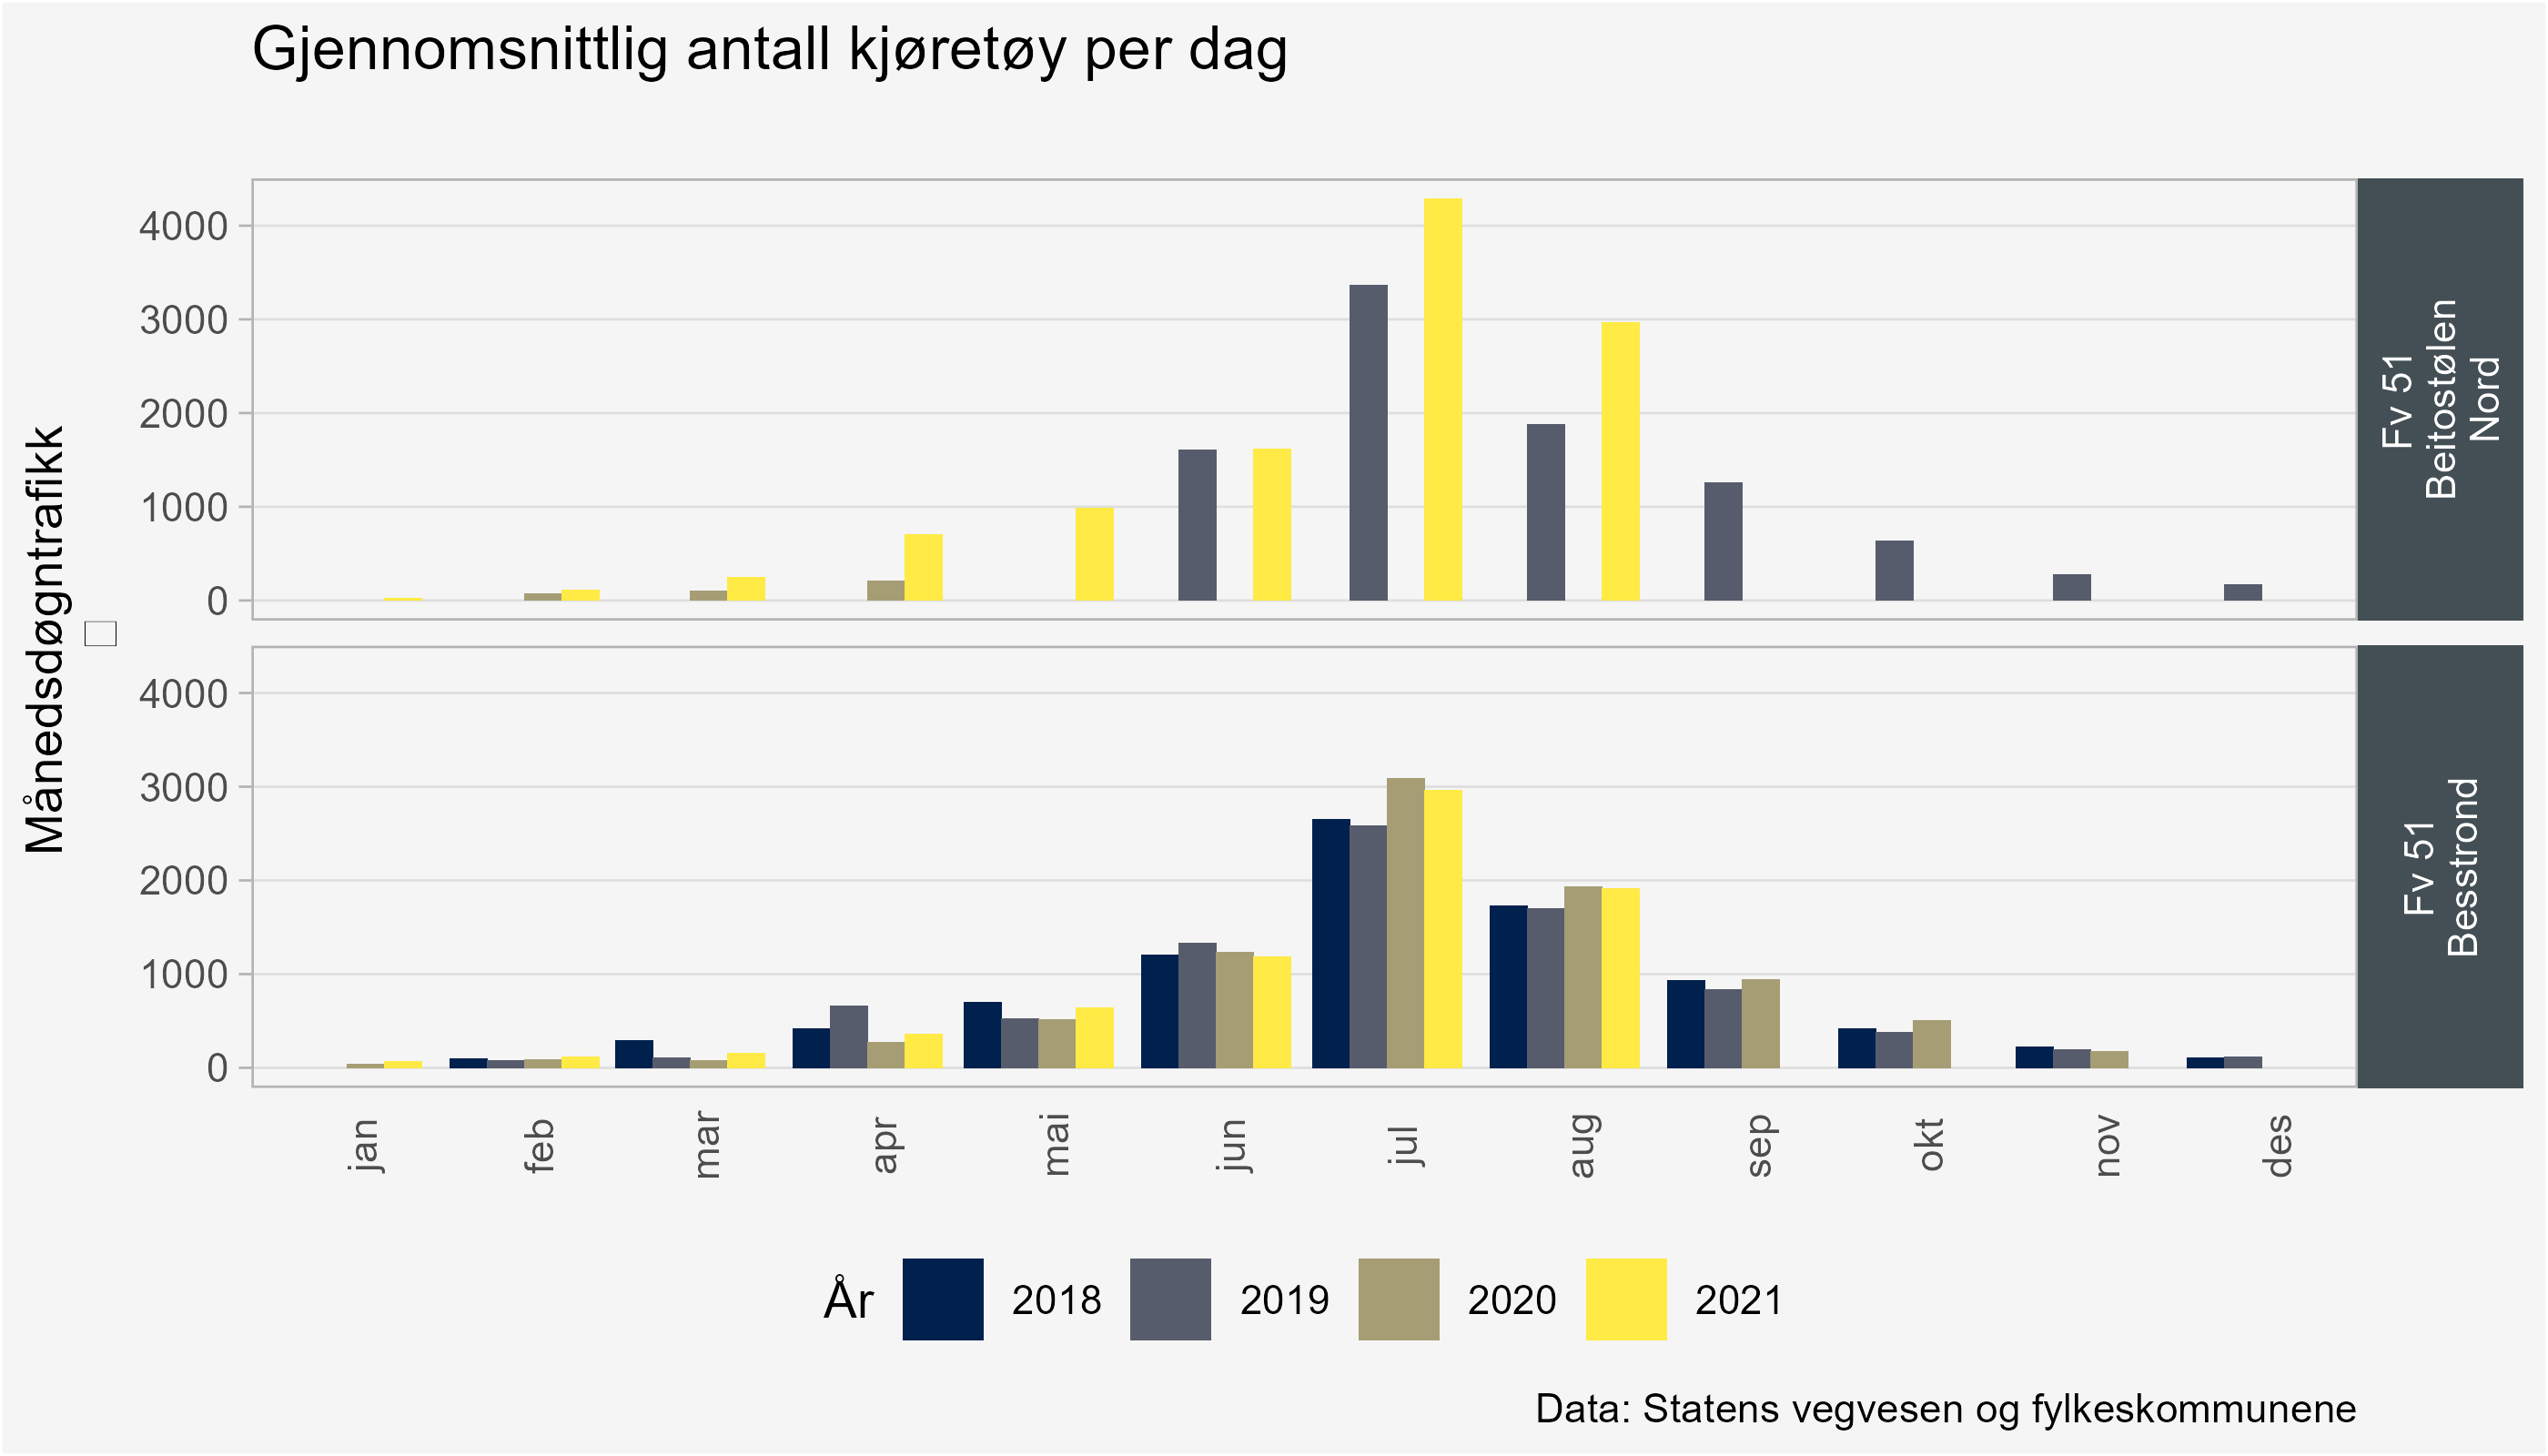 Gjennomsnittlig antall kjøretøy per dag
Månedsdøgntrafikk
4000
3000
2000
1000
0
Fv 51
Beitostølen
Nord
4000
3000
2000
1000
0
Fv 51
Besstrond
jan feb mar apr mai jun jul aug sep okt nov des
År 2018 2019 2020 2021
Data: Statens vegvesen og fylkeskommunene